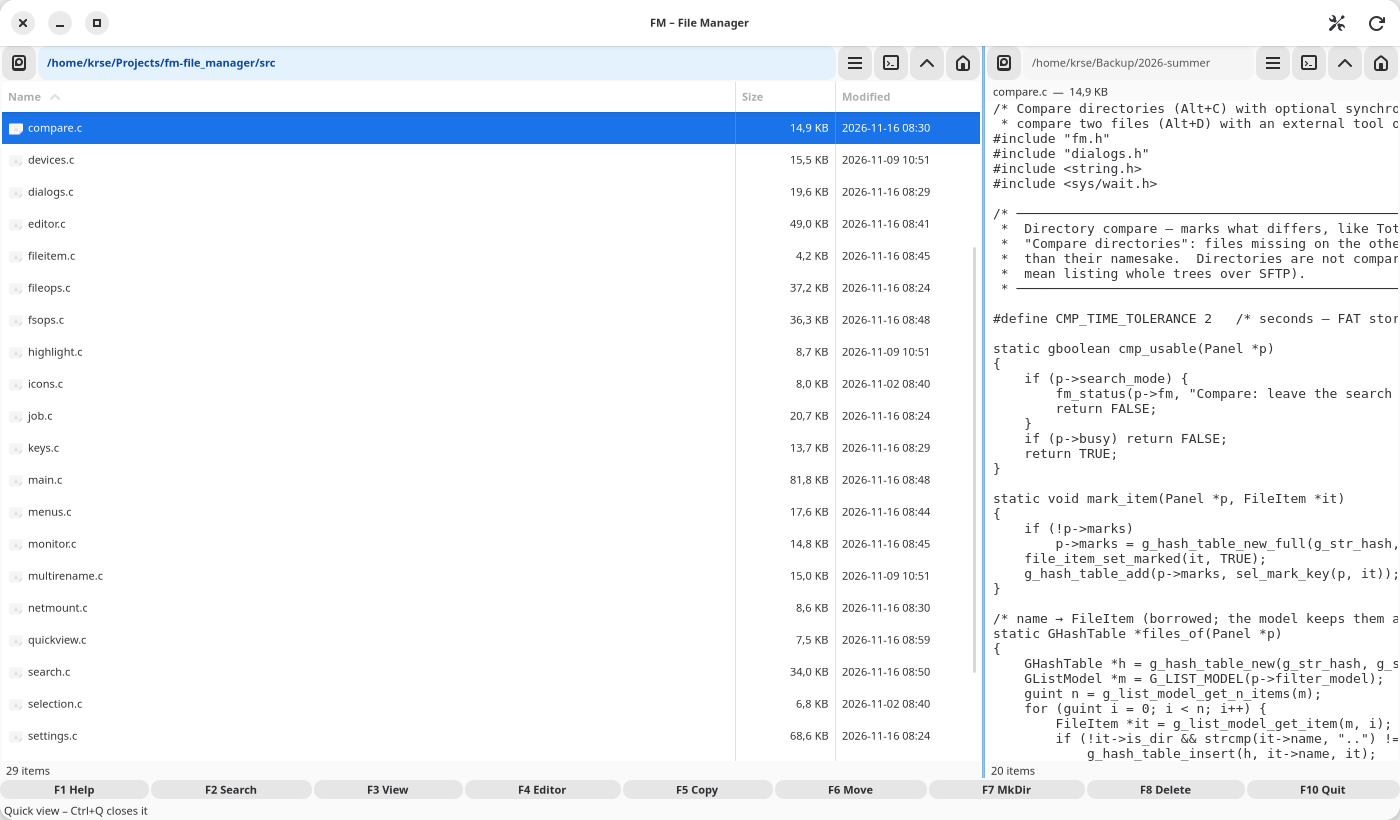 FM – File Manager
/home/krse/Projects/fm-file_manager/src
/home/krse/Backup/2026-summer
Name Size Modified
compare.c 14,9 KB 2026-11-16 08:30
devices.c 15,5 KB 2026-11-09 10:51
dialogs.c 19,6 KB 2026-11-16 08:29
editor.c 49,0 KB 2026-11-16 08:41
fileitem.c 4,2 KB 2026-11-16 08:45
fileops.c 37,2 KB 2026-11-16 08:24
fsops.c 36,3 KB 2026-11-16 08:48
highlight.c 8,7 KB 2026-11-09 10:51
icons.c 8,0 KB 2026-11-02 08:40
job.c 20,7 KB 2026-11-16 08:24
keys.c 13,7 KB 2026-11-16 08:29
main.c 81,8 KB 2026-11-16 08:48
menus.c 17,6 KB 2026-11-16 08:44
monitor.c 14,8 KB 2026-11-16 08:45
multirename.c 15,0 KB 2026-11-09 10:51
netmount.c 8,6 KB 2026-11-16 08:30
quickview.c 7,5 KB 2026-11-16 08:59
search.c 34,0 KB 2026-11-16 08:50
selection.c 6,8 KB 2026-11-02 08:40
settings.c 68,6 KB 2026-11-16 08:24
29 items
compare.c — 14,9 KB
/* Compare directories (Alt+C) with optional synchro
 * compare two files (Alt+D) with an external tool o
#include "fm.h"
#include "dialogs.h"
#include <string.h>
#include <sys/wait.h>
/* ─────────────────────────────────────────────────
 *  Directory compare — marks what differs, like Tot
 *  "Compare directories": files missing on the othe
 *  than their namesake.  Directories are not compar
 *  mean listing whole trees over SFTP).
 * ─────────────────────────────────────────────────
#define CMP_TIME_TOLERANCE 2   /* seconds — FAT stor
static gboolean cmp_usable(Panel *p)
{
    if (p->search_mode) {
        fm_status(p->fm, "Compare: leave the search
        return FALSE;
    }
    if (p->busy) return FALSE;
    return TRUE;
}
static void mark_item(Panel *p, FileItem *it)
{
    if (!p->marks)
        p->marks = g_hash_table_new_full(g_str_hash,
    file_item_set_marked(it, TRUE);
    g_hash_table_add(p->marks, sel_mark_key(p, it));
}
/* name → FileItem (borrowed; the model keeps them a
static GHashTable *files_of(Panel *p)
{
    GHashTable *h = g_hash_table_new(g_str_hash, g_s
    GListModel *m = G_LIST_MODEL(p->filter_model);
    guint n = g_list_model_get_n_items(m);
    for (guint i = 0; i < n; i++) {
        FileItem *it = g_list_model_get_item(m, i);
        if (!it->is_dir && strcmp(it->name, "..") !=
            g_hash_table_insert(h, it->name, it);
20 items
F1 Help F2 Search F3 View F4 Editor F5 Copy F6 Move F7 MkDir F8 Delete F10 Quit
Quick view – Ctrl+Q closes it